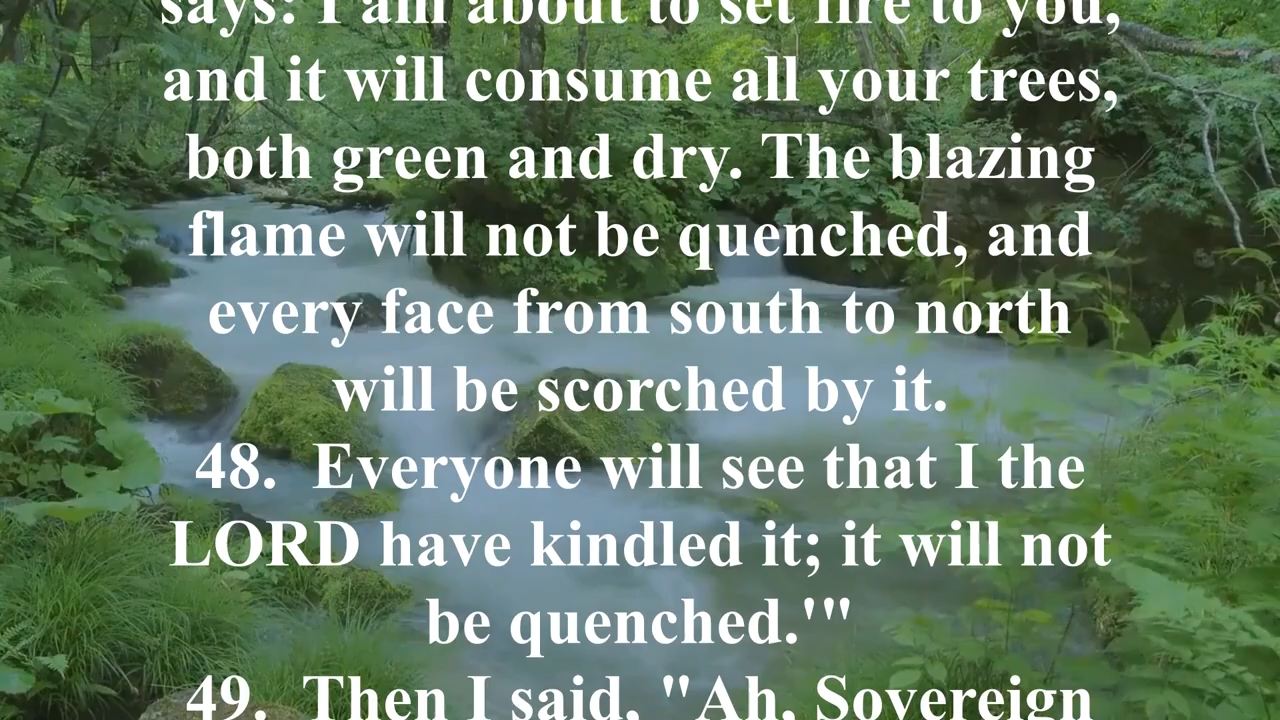 says: I am about to set fire to you,
and it will consume all your trees,
both green and dry. The blazing
flame will not be quenched, and
every face from south to north
will be scorched by it.
48. Everyone will see that I the
LORD have kindled it; it will not
be quenched.'"
49. Then I said, "Ah, Sovereign